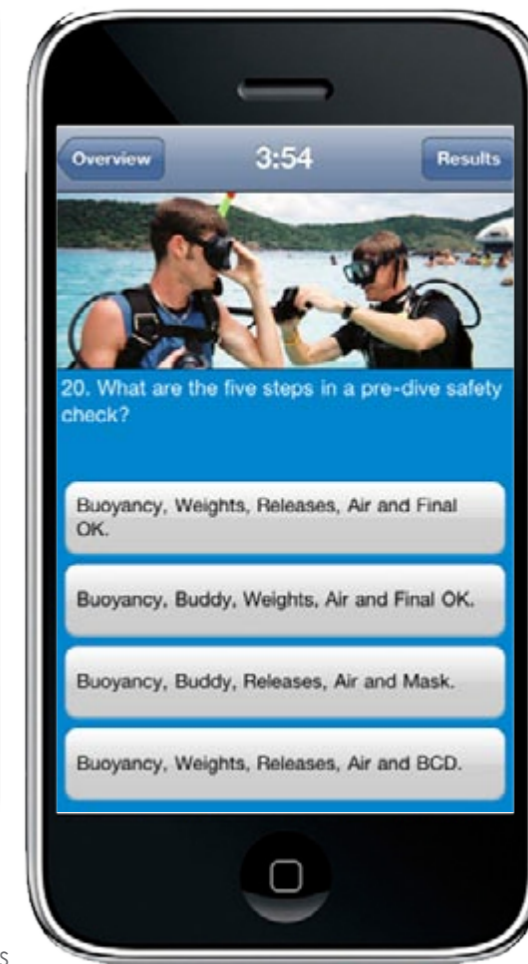 Overview 3:54 Results
20. What are the five steps in a pre-dive safety
check?
Buoyancy, Weights, Releases, Air and Final
OK.
Buoyancy, Buddy, Weights, Air and Final OK.
Buoyancy, Buddy, Releases, Air and Mask.
Buoyancy, Weights, Releases, Air and BCD.
s